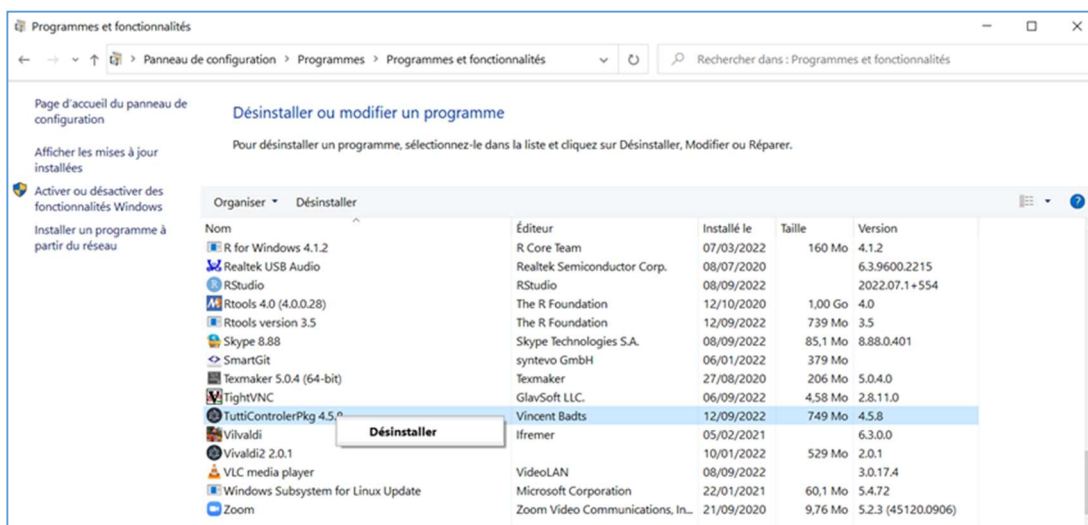 Programmes et fonctionnalités
Panneau de configuration > Programmes > Programmes et fonctionnalités
Rechercher dans : Programmes et fonctionnalités
Page d'accueil du panneau de
configuration
Afficher les mises à jour
installées
Activer ou désactiver des
fonctionnalités Windows
Installer un programme à
partir du réseau
Désinstaller ou modifier un programme
Pour désinstaller un programme, sélectionnez-le dans la liste et cliquez sur Désinstaller, Modifier ou Réparer.
Organiser Désinstaller
Nom Éditeur Installé le Taille Version
R for Windows 4.1.2 R Core Team 07/03/2022 160 Mo 4.1.2
Realtek USB Audio Realtek Semiconductor Corp. 08/07/2020 6.3.9600.2215
RStudio RStudio 08/09/2022 2022.07.1+554
Rtools 4.0 (4.0.0.28) The R Foundation 12/10/2020 1,00 Go 4.0
Rtools version 3.5 The R Foundation 12/09/2022 739 Mo 3.5
Skype 8.88 Skype Technologies S.A. 08/09/2022 85,1 Mo 8.88.0.401
SmartGit syntevo GmbH 06/01/2022 379 Mo
Texmaker 5.0.4 (64-bit) Texmaker 27/08/2020 206 Mo 5.0.4.0
TightVNC GlavSoft LLC. 06/09/2022 4,58 Mo 2.8.11.0
TuttiControlerPkg 4.5.8 Vincent Badts 12/09/2022 749 Mo 4.5.8
Désinstaller
Vilvaldi Ifremer 05/02/2021 6.3.0.0
Vivaldi2 2.0.1 10/01/2022 529 Mo 2.0.1
VLC media player VideoLAN 08/09/2022 3.0.17.4
Windows Subsystem for Linux Update Microsoft Corporation 22/01/2021 60,1 Mo 5.4.72
Zoom Zoom Video Communications, In... 21/09/2020 9,76 Mo 5.2.3 (45120.0906)